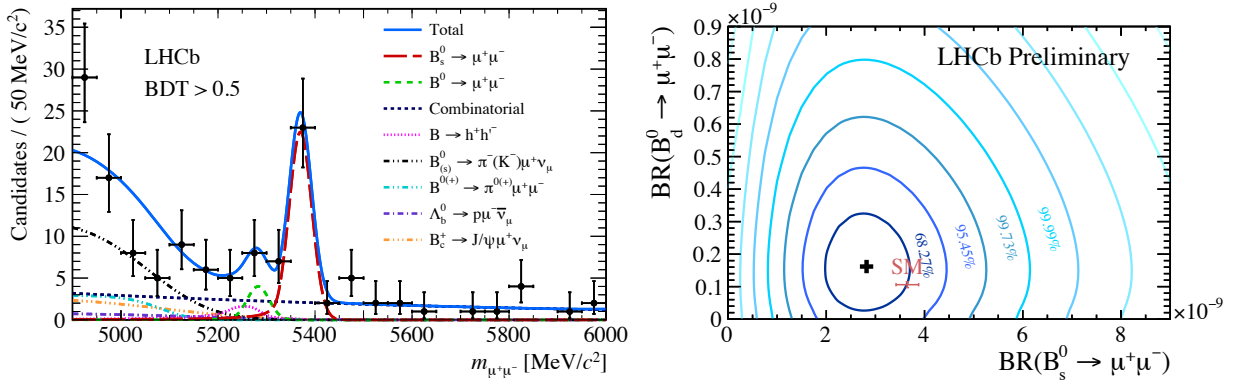 Candidates / ( 50 MeV/c²)
35
30
25
20
15
10
5
0
LHCb
BDT > 0.5
Total
B⁰ₛ → μ⁺μ⁻
B⁰ → μ⁺μ⁻
Combinatorial
B → h⁺h'⁻
B⁰₍ₛ₎ → π⁻(K⁻)μ⁺ν_μ
B⁰⁽⁺⁾ → π⁰⁽⁺⁾μ⁺μ⁻
Λ⁰_b → pμ⁻ν̅_μ
B⁺_c → J/ψμ⁺ν_μ
5000 5200 5400 5600 5800 6000
m_μ⁺μ⁻ [MeV/c²]
×10⁻⁹
BR(B⁰_d → μ⁺μ⁻)
0.9
0.8
0.7
0.6
0.5
0.4
0.3
0.2
0.1
0
LHCb Preliminary
68.27%
95.45%
99.73%
99.99%
SM
0 2 4 6 8
×10⁻⁹
BR(B⁰ₛ → μ⁺μ⁻)